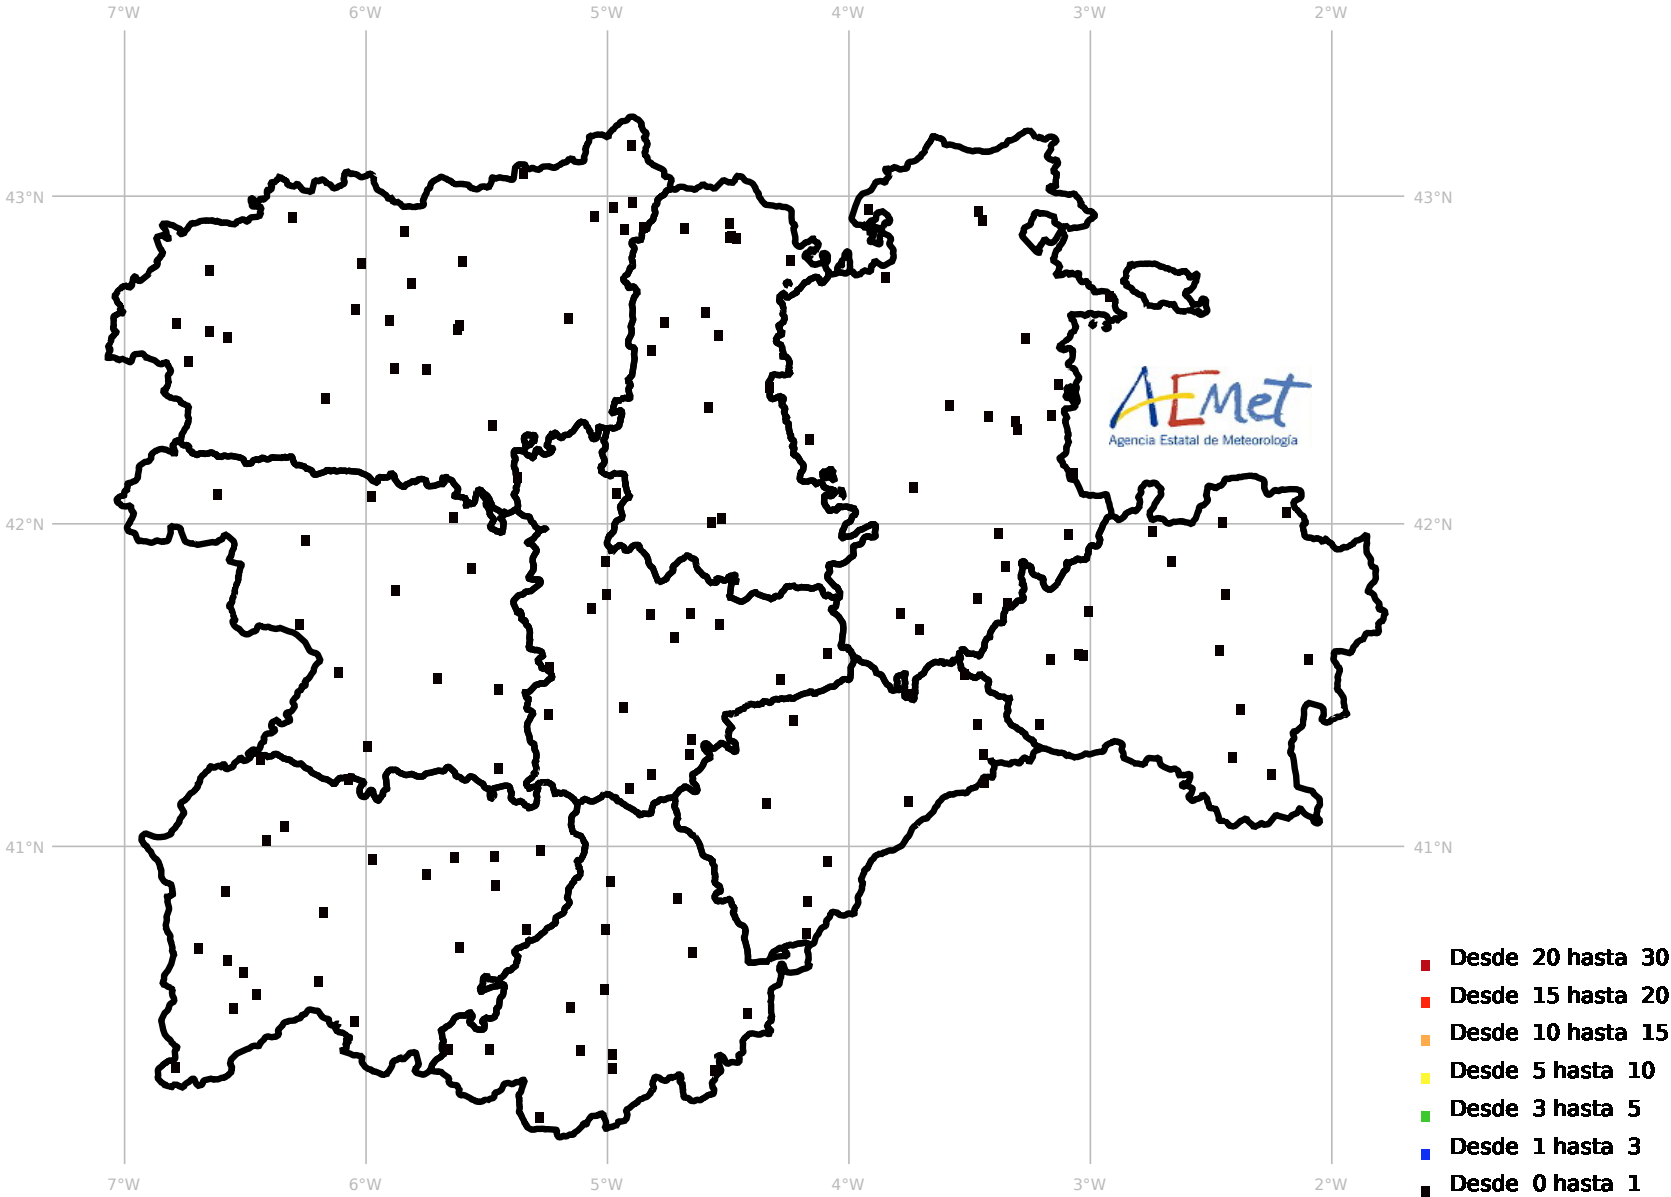 7°W 6°W 5°W 4°W 3°W 2°W
43°N 43°N
AEMet
Agencia Estatal de Meteorología
42°N 42°N
41°N 41°N
Desde 20 hasta 30
Desde 15 hasta 20
Desde 10 hasta 15
Desde 5 hasta 10
Desde 3 hasta 5
Desde 1 hasta 3
Desde 0 hasta 1
7°W 6°W 5°W 4°W 3°W 2°W